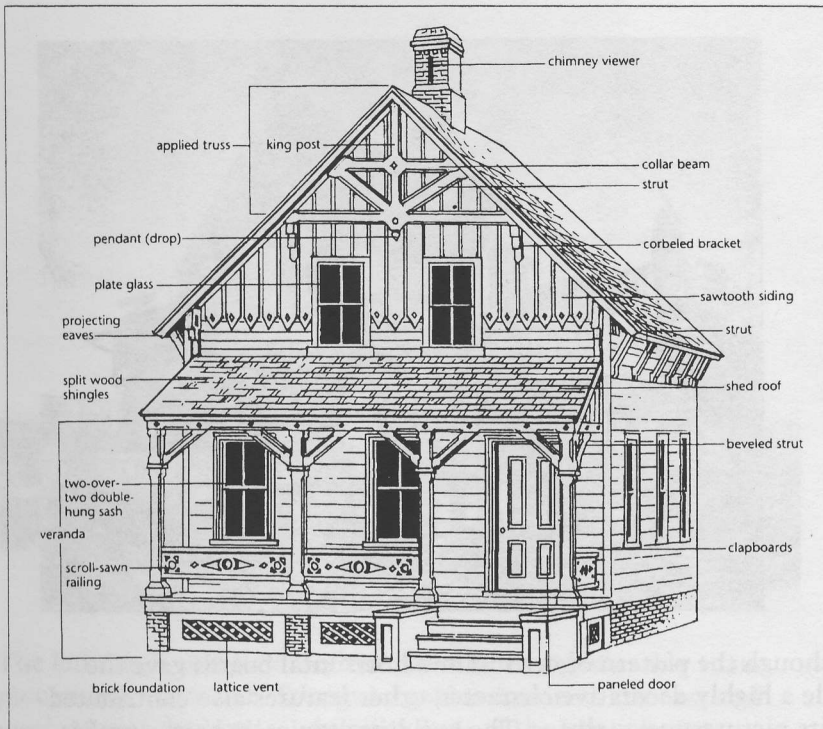 chimney viewer
applied truss
king post
collar beam
strut
pendant (drop)
corbeled bracket
plate glass
sawtooth siding
projecting
eaves
strut
split wood
shingles
shed roof
beveled strut
two-over-
two double-
hung sash
veranda
clapboards
scroll-sawn
railing
brick foundation
lattice vent
paneled door